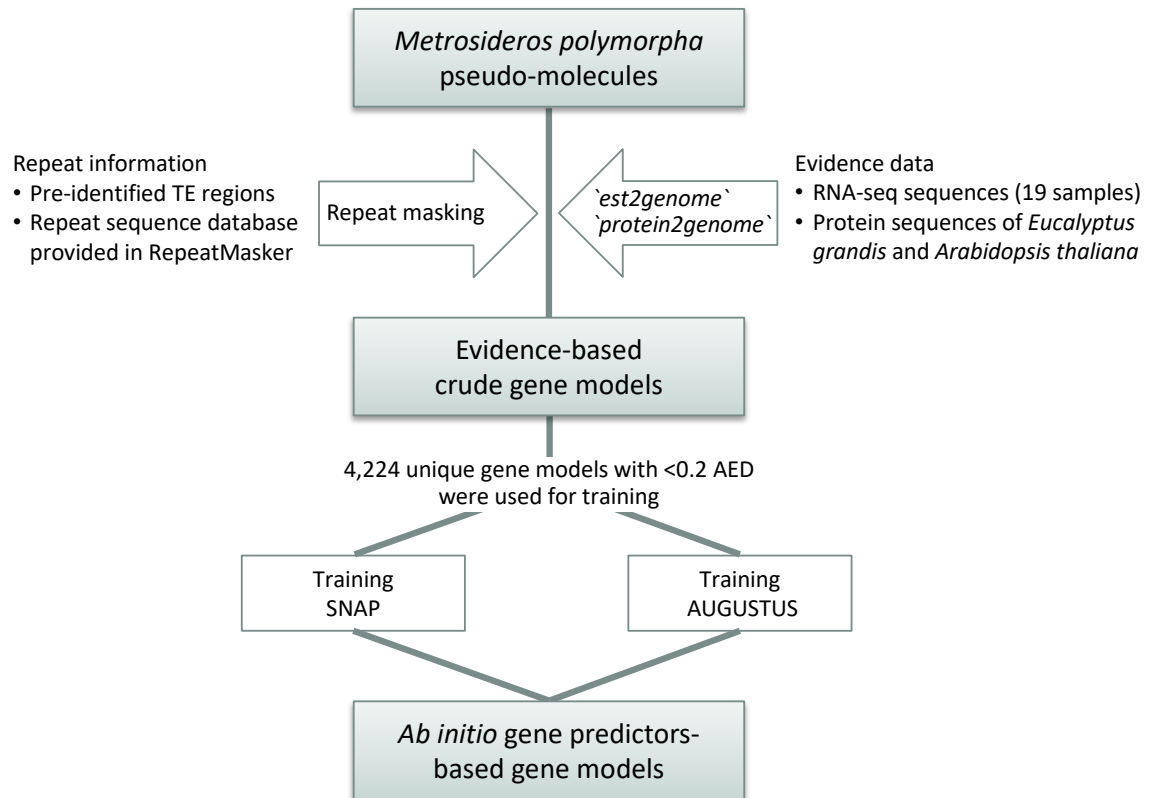 Metrosideros polymorpha
pseudo-molecules
Repeat information
• Pre-identified TE regions
• Repeat sequence database
provided in RepeatMasker
Repeat masking
`est2genome`
`protein2genome`
Evidence data
• RNA-seq sequences (19 samples)
• Protein sequences of Eucalyptus
grandis and Arabidopsis thaliana
Evidence-based
crude gene models
4,224 unique gene models with <0.2 AED
were used for training
Training
SNAP
Training
AUGUSTUS
Ab initio gene predictors-
based gene models